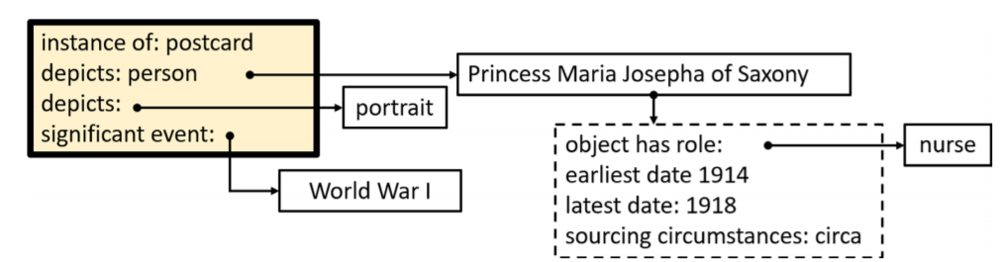 instance of: postcard
depicts: person
depicts:
significant event:
Princess Maria Josepha of Saxony
portrait
World War I
object has role:
earliest date 1914
latest date: 1918
sourcing circumstances: circa
nurse